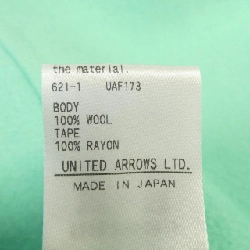 the material.
621-1 UAF173
BODY
100% WOOL
TAPE
100% RAYON
UNITED ARROWS LTD.
MADE IN JAPAN